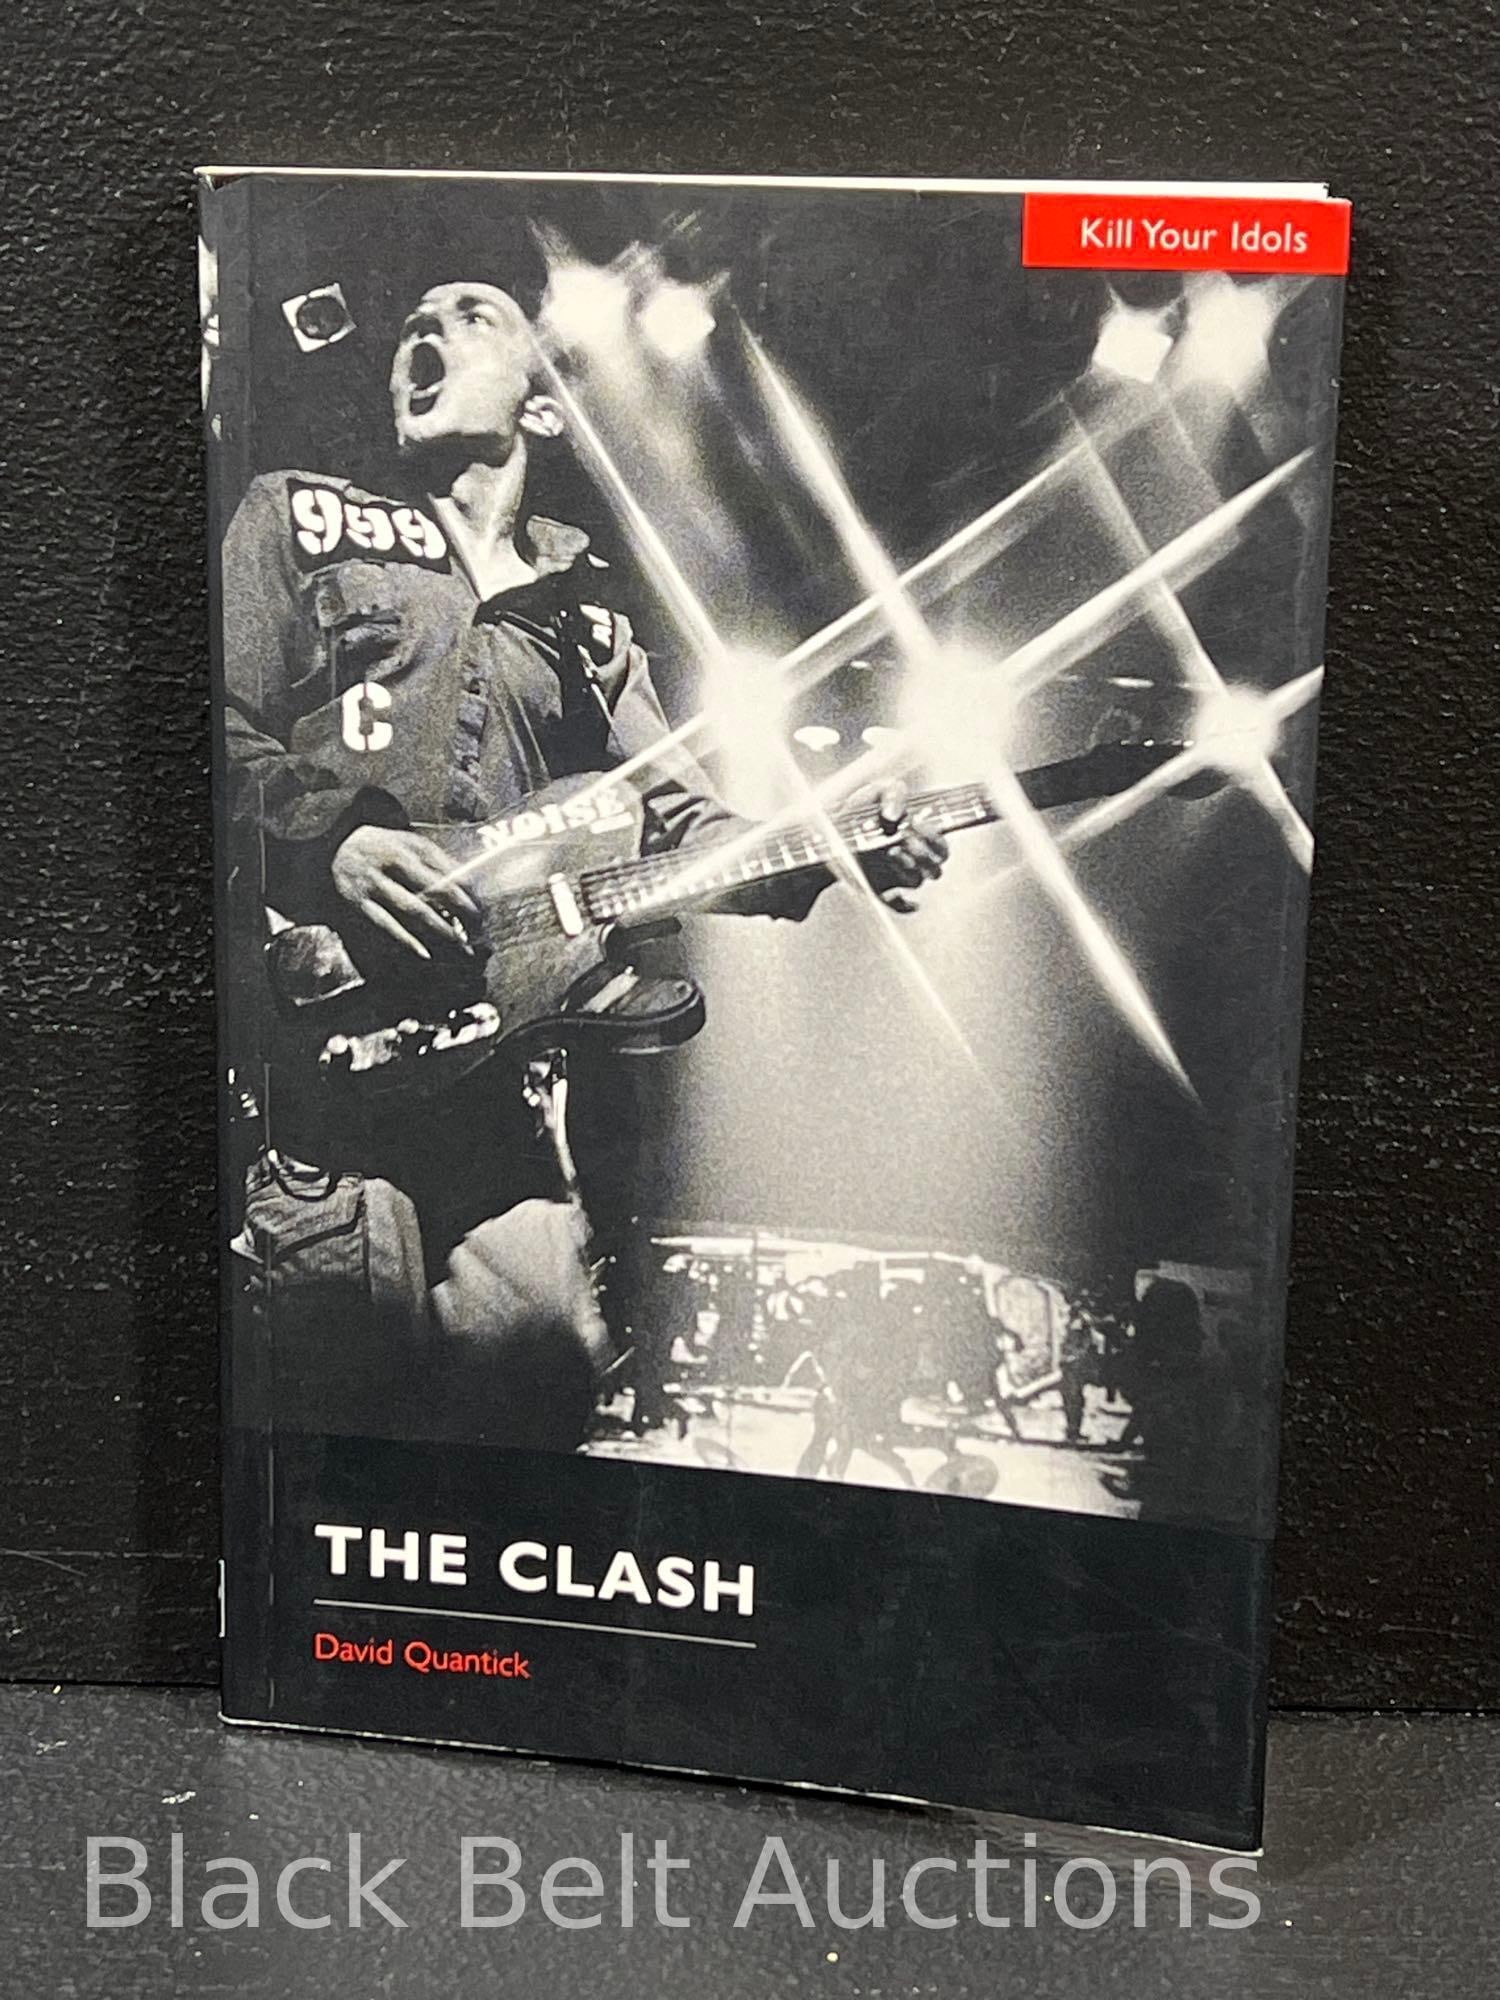 Kill Your Idols
999
C
NOISE
THE CLASH
David Quantick
Black Belt Auctions